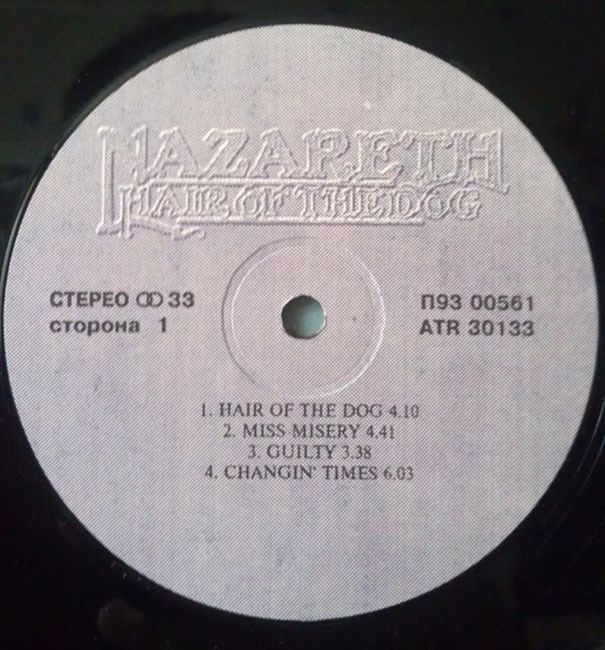 NAZARETH
HAIR OF THE DOG
СТЕРЕО ꝏ 33
сторона 1
П93 00561
ATR 30133
1. HAIR OF THE DOG 4.10
2. MISS MISERY 4.41
3. GUILTY 3.38
4. CHANGIN' TIMES 6.03